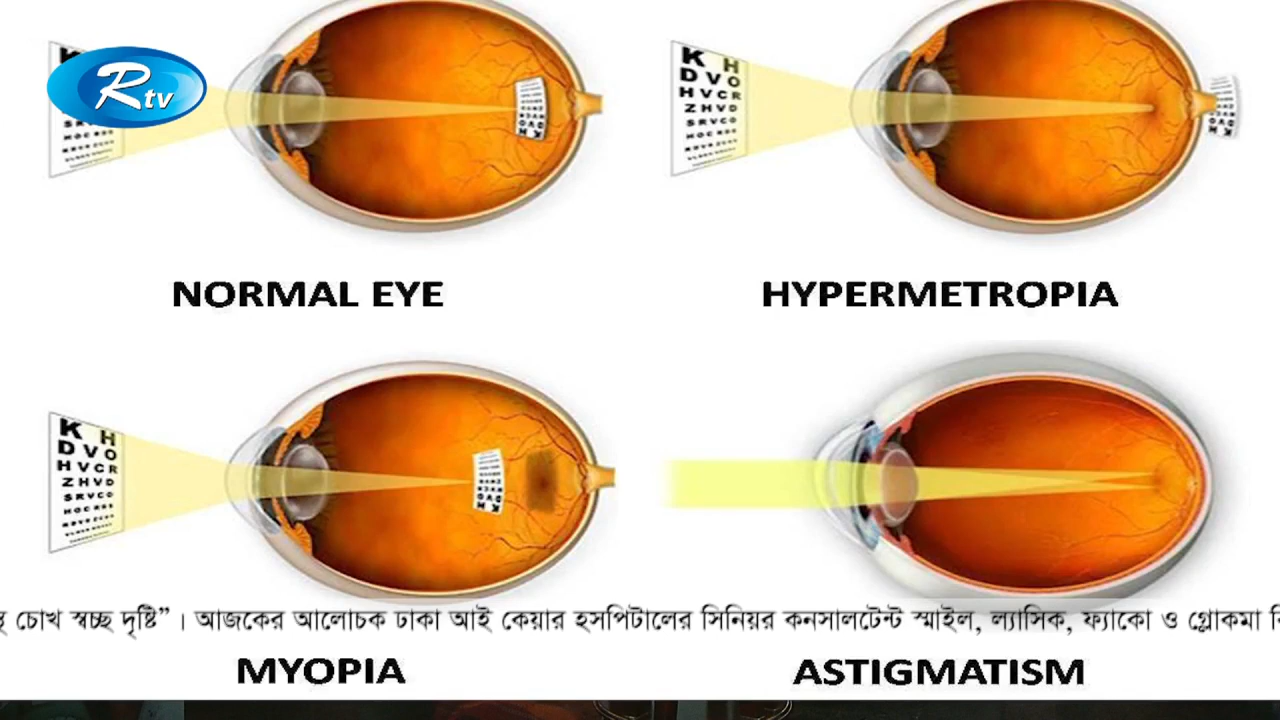 Rtv
K H
D V O
H V C R
Z H V D
S R V C O
NORMAL EYE
HYPERMETROPIA
K H
D V O
H V C R
Z H V D
S R V C O
চোখ স্বচ্ছ দৃষ্টি” । আজকের আলোচক ঢাকা আই কেয়ার হসপিটালের সিনিয়র কনসালটেন্ট স্মাইল, ল্যাসিক, ফ্যাকো ও গ্লোকমা
MYOPIA
ASTIGMATISM